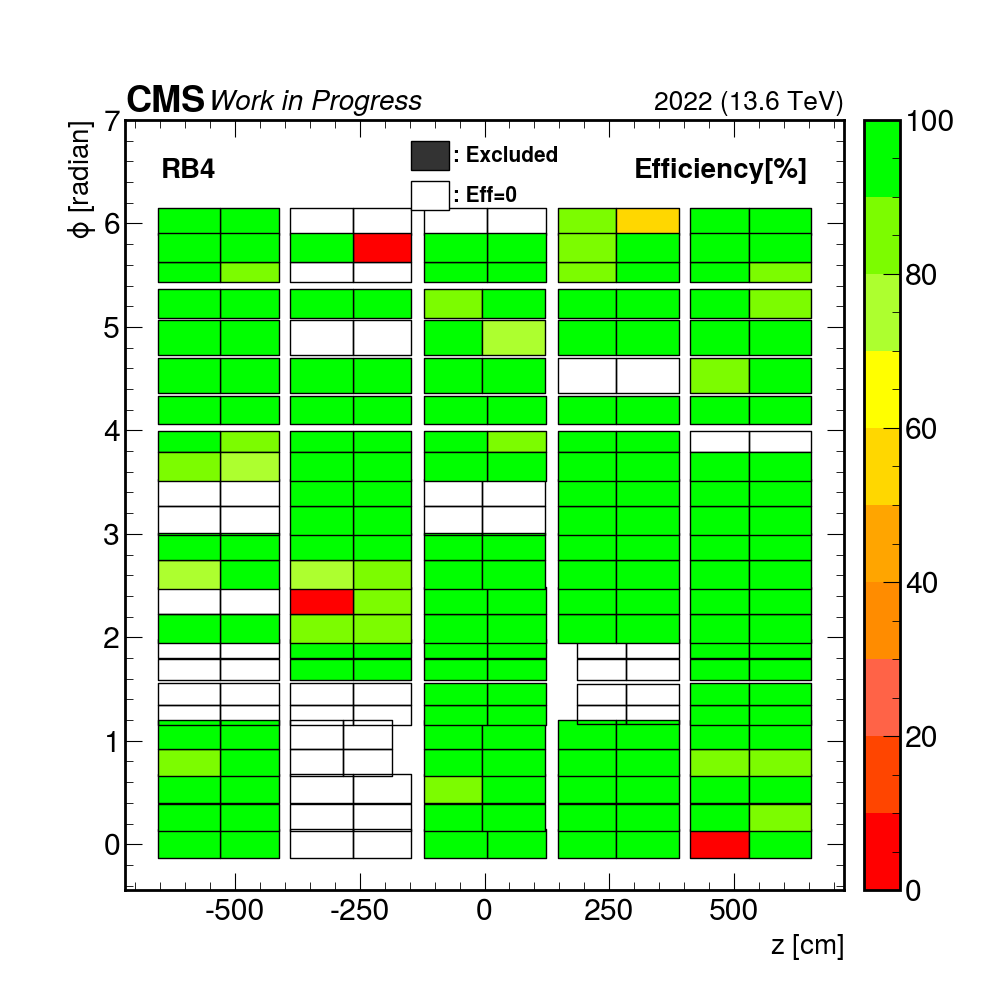 CMS Work in Progress 2022 (13.6 TeV)
RB4
: Excluded
: Eff=0
Efficiency[%]
ϕ [radian]
7
6
5
4
3
2
1
0
-500 -250 0 250 500
z [cm]
100
80
60
40
20
0